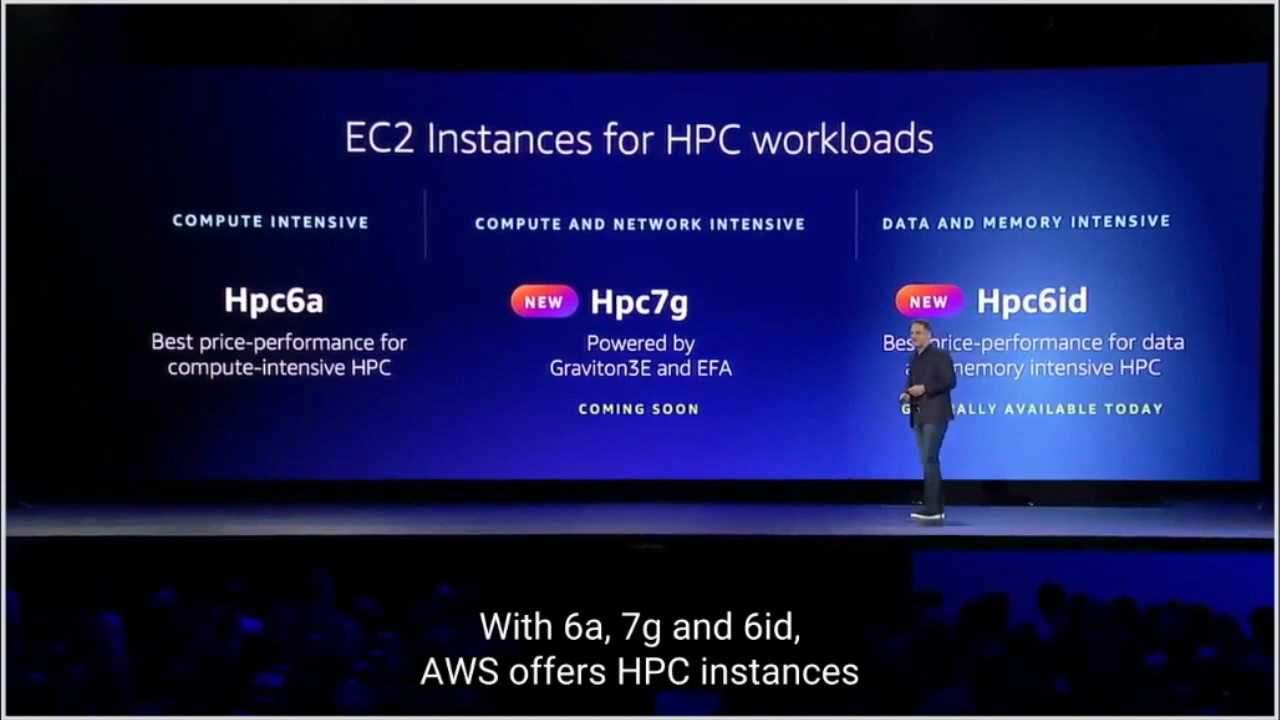 EC2 Instances for HPC workloads
COMPUTE INTENSIVE
Hpc6a
Best price-performance for
compute-intensive HPC
COMPUTE AND NETWORK INTENSIVE
NEW Hpc7g
Powered by
Graviton3E and EFA
COMING SOON
DATA AND MEMORY INTENSIVE
NEW Hpc6id
price-performance for data
memory intensive HPC
AVAILABLE TODAY
With 6a, 7g and 6id,
AWS offers HPC instances